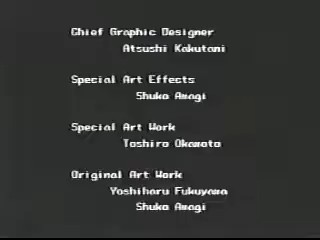 Chief Graphic Designer
Atsushi Kakutani
Special Art Effects
Shuko Amagi
Special Art Work
Toshiro Okamoto
Original Art Work
Yoshiharu Fukuyama
Shuko Amagi